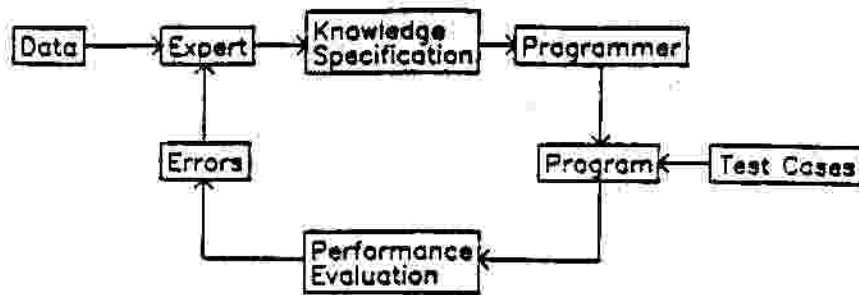 Data
Expert
Knowledge
Specification
Programmer
Errors
Program
Test Cases
Performance
Evaluation